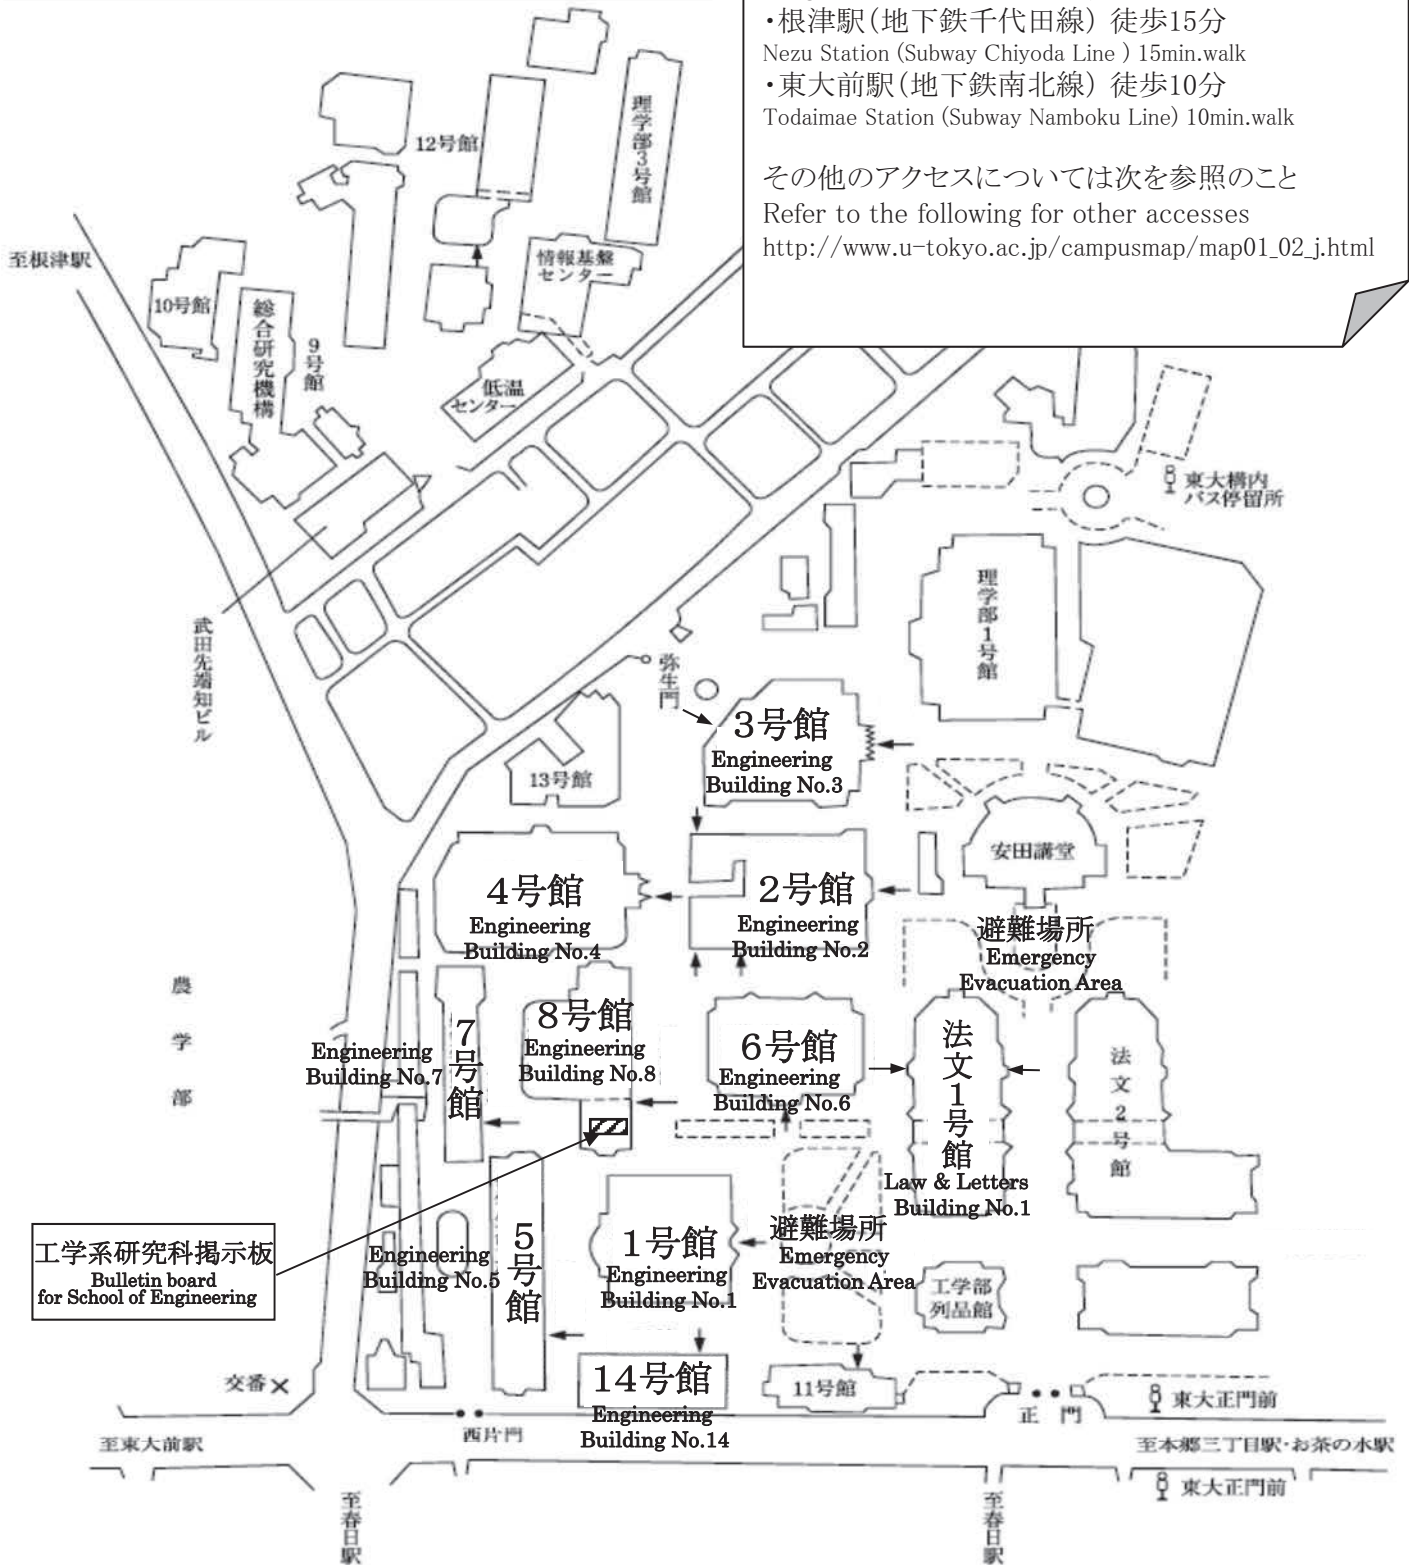 ・根津駅(地下鉄千代田線) 徒歩15分
Nezu Station (Subway Chiyoda Line ) 15min.walk
・東大前駅(地下鉄南北線) 徒歩10分
Todaimae Station (Subway Namboku Line) 10min.walk
その他のアクセスについては次を参照のこと
Refer to the following for other accesses
http://www.u-tokyo.ac.jp/campusmap/map01_02_j.html
12号館
理学部3号館
至根津駅
情報基盤
センター
10号館
総合研究機構
9号館
低温
センター
東大構内
バス停留所
理学部1号館
武田先端知ビル
弥生門
3号館
Engineering
Building No.3
13号館
安田講堂
4号館
Engineering
Building No.4
2号館
Engineering
Building No.2
避難場所
Emergency
Evacuation Area
農学部
7号館
Engineering
Building No.7
8号館
Engineering
Building No.8
6号館
Engineering
Building No.6
法文1号館
Law & Letters
Building No.1
法文2号館
工学系研究科掲示板
Bulletin board
for School of Engineering
5号館
Engineering
Building No.5
1号館
Engineering
Building No.1
避難場所
Emergency
Evacuation Area
工学部
列品館
交番
14号館
Engineering
Building No.14
11号館
正門
東大正門前
至東大前駅
西片門
至本郷三丁目駅・お茶の水駅
東大正門前
至春日駅
至春日駅